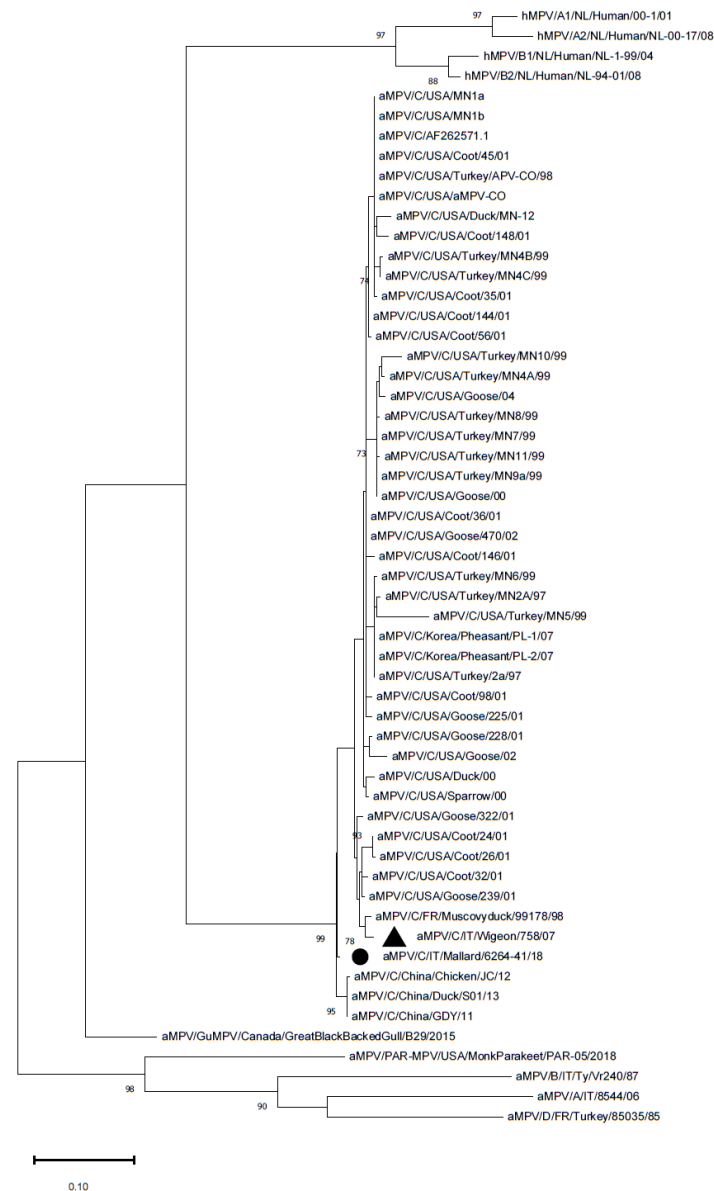 97
hMPV/A1/NL/Human/00-1/01
97
hMPV/A2/NL/Human/NL-00-17/08
hMPV/B1/NL/Human/NL-1-99/04
hMPV/B2/NL/Human/NL-94-01/08
88
aMPV/C/USA/MN1a
aMPV/C/USA/MN1b
aMPV/C/AF262571.1
aMPV/C/USA/Coot/45/01
aMPV/C/USA/Turkey/APV-CO/98
aMPV/C/USA/aMPV-CO
aMPV/C/USA/Duck/MN-12
aMPV/C/USA/Coot/148/01
aMPV/C/USA/Turkey/MN4B/99
aMPV/C/USA/Turkey/MN4C/99
74
aMPV/C/USA/Coot/35/01
aMPV/C/USA/Coot/144/01
aMPV/C/USA/Coot/56/01
aMPV/C/USA/Turkey/MN10/99
aMPV/C/USA/Turkey/MN4A/99
aMPV/C/USA/Goose/04
aMPV/C/USA/Turkey/MN8/99
aMPV/C/USA/Turkey/MN7/99
73
aMPV/C/USA/Turkey/MN11/99
aMPV/C/USA/Turkey/MN9a/99
aMPV/C/USA/Goose/00
aMPV/C/USA/Coot/36/01
aMPV/C/USA/Goose/470/02
aMPV/C/USA/Coot/146/01
aMPV/C/USA/Turkey/MN6/99
aMPV/C/USA/Turkey/MN2A/97
aMPV/C/USA/Turkey/MN5/99
aMPV/C/Korea/Pheasant/PL-1/07
aMPV/C/Korea/Pheasant/PL-2/07
aMPV/C/USA/Turkey/2a/97
aMPV/C/USA/Coot/98/01
aMPV/C/USA/Goose/225/01
aMPV/C/USA/Goose/228/01
aMPV/C/USA/Goose/02
aMPV/C/USA/Duck/00
aMPV/C/USA/Sparrow/00
aMPV/C/USA/Goose/322/01
93
aMPV/C/USA/Coot/24/01
aMPV/C/USA/Coot/26/01
aMPV/C/USA/Coot/32/01
aMPV/C/USA/Goose/239/01
aMPV/C/FR/Muscovyduck/99178/98
99
78
aMPV/C/IT/Wigeon/758/07
aMPV/C/IT/Mallard/6264-41/18
aMPV/C/China/Chicken/JC/12
aMPV/C/China/Duck/S01/13
95
aMPV/C/China/GDY/11
aMPV/GuMPV/Canada/GreatBlackBackedGull/B29/2015
aMPV/PAR-MPV/USA/MonkParakeet/PAR-05/2018
98
aMPV/B/IT/Ty/Vr240/87
aMPV/A/IT/8544/06
90
aMPV/D/FR/Turkey/85035/85
0.10